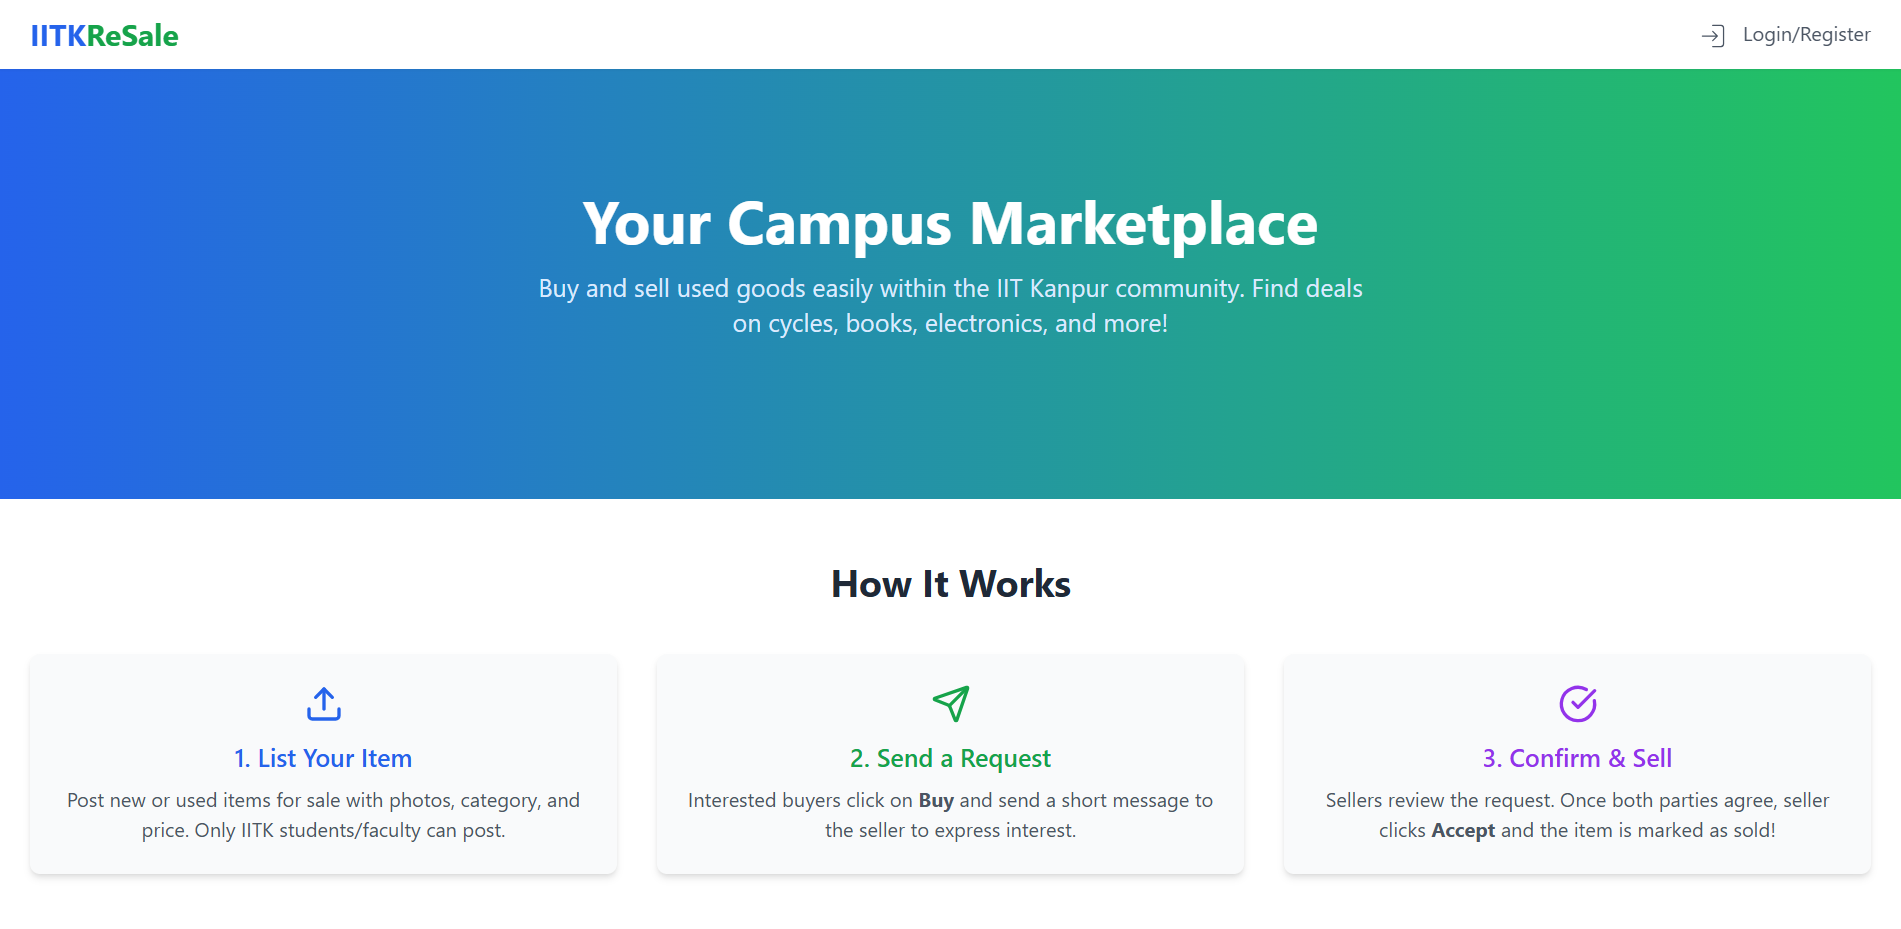 IITKReSale
Login/Register
Your Campus Marketplace
Buy and sell used goods easily within the IIT Kanpur community. Find deals
on cycles, books, electronics, and more!
How It Works
1. List Your Item
Post new or used items for sale with photos, category, and
price. Only IITK students/faculty can post.
2. Send a Request
Interested buyers click on Buy and send a short message to
the seller to express interest.
3. Confirm & Sell
Sellers review the request. Once both parties agree, seller
clicks Accept and the item is marked as sold!